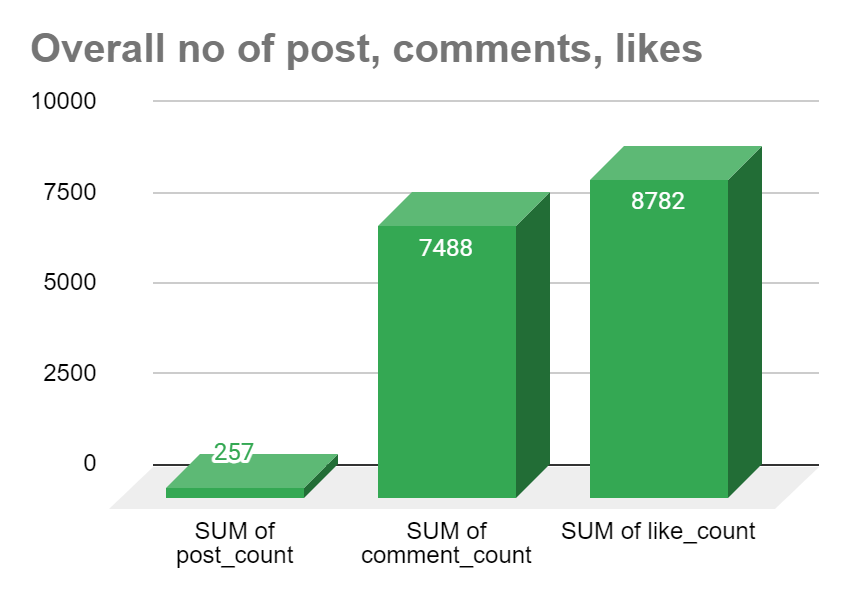 Overall no of post, comments, likes
10000
7500
5000
2500
0
257
7488
8782
SUM of
post_count
SUM of
comment_count
SUM of like_count